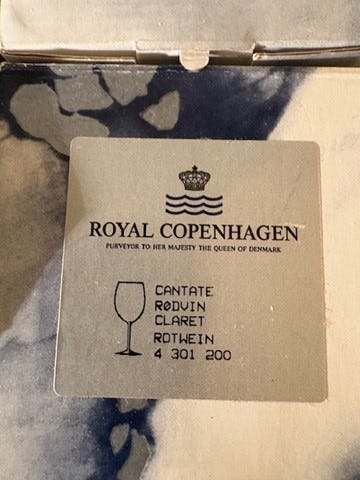 ROYAL COPENHAGEN
PURVEYOR TO HER MAJESTY THE QUEEN OF DENMARK
CANTATE
RØDVIN
CLARET
ROTWEIN
4 301 200